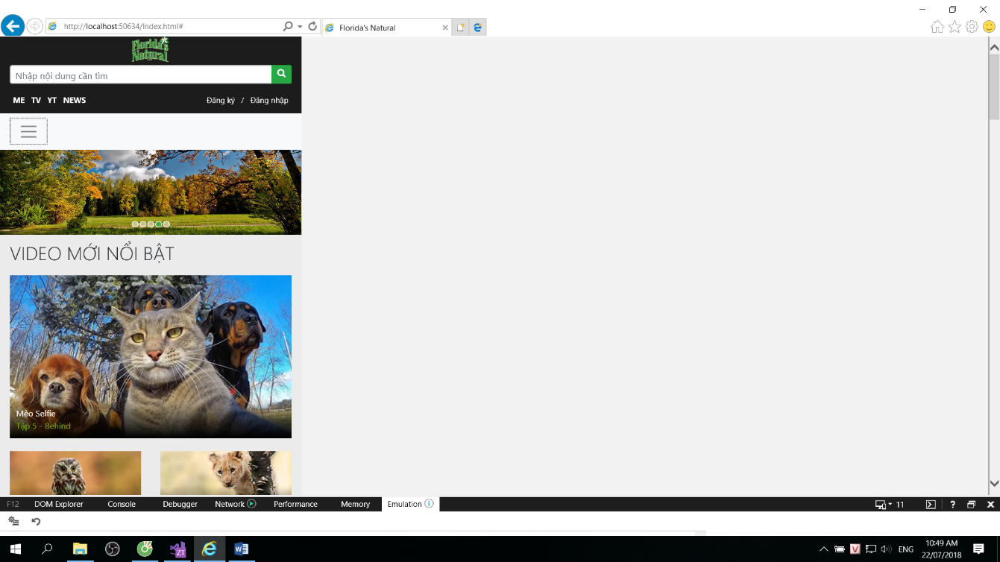 http://localhost:50634/Index.html#
Florida's Natural
Florida's Natural
Nhập nội dung cần tìm
ME TV YT NEWS
Đăng ký / Đăng nhập
VIDEO MỚI NỔI BẬT
Mèo Selfie
Tập 5 - Behind
F12 DOM Explorer Console Debugger Network Performance Memory Emulation 11
ZT
V ENG
10:49 AM
22/07/2018